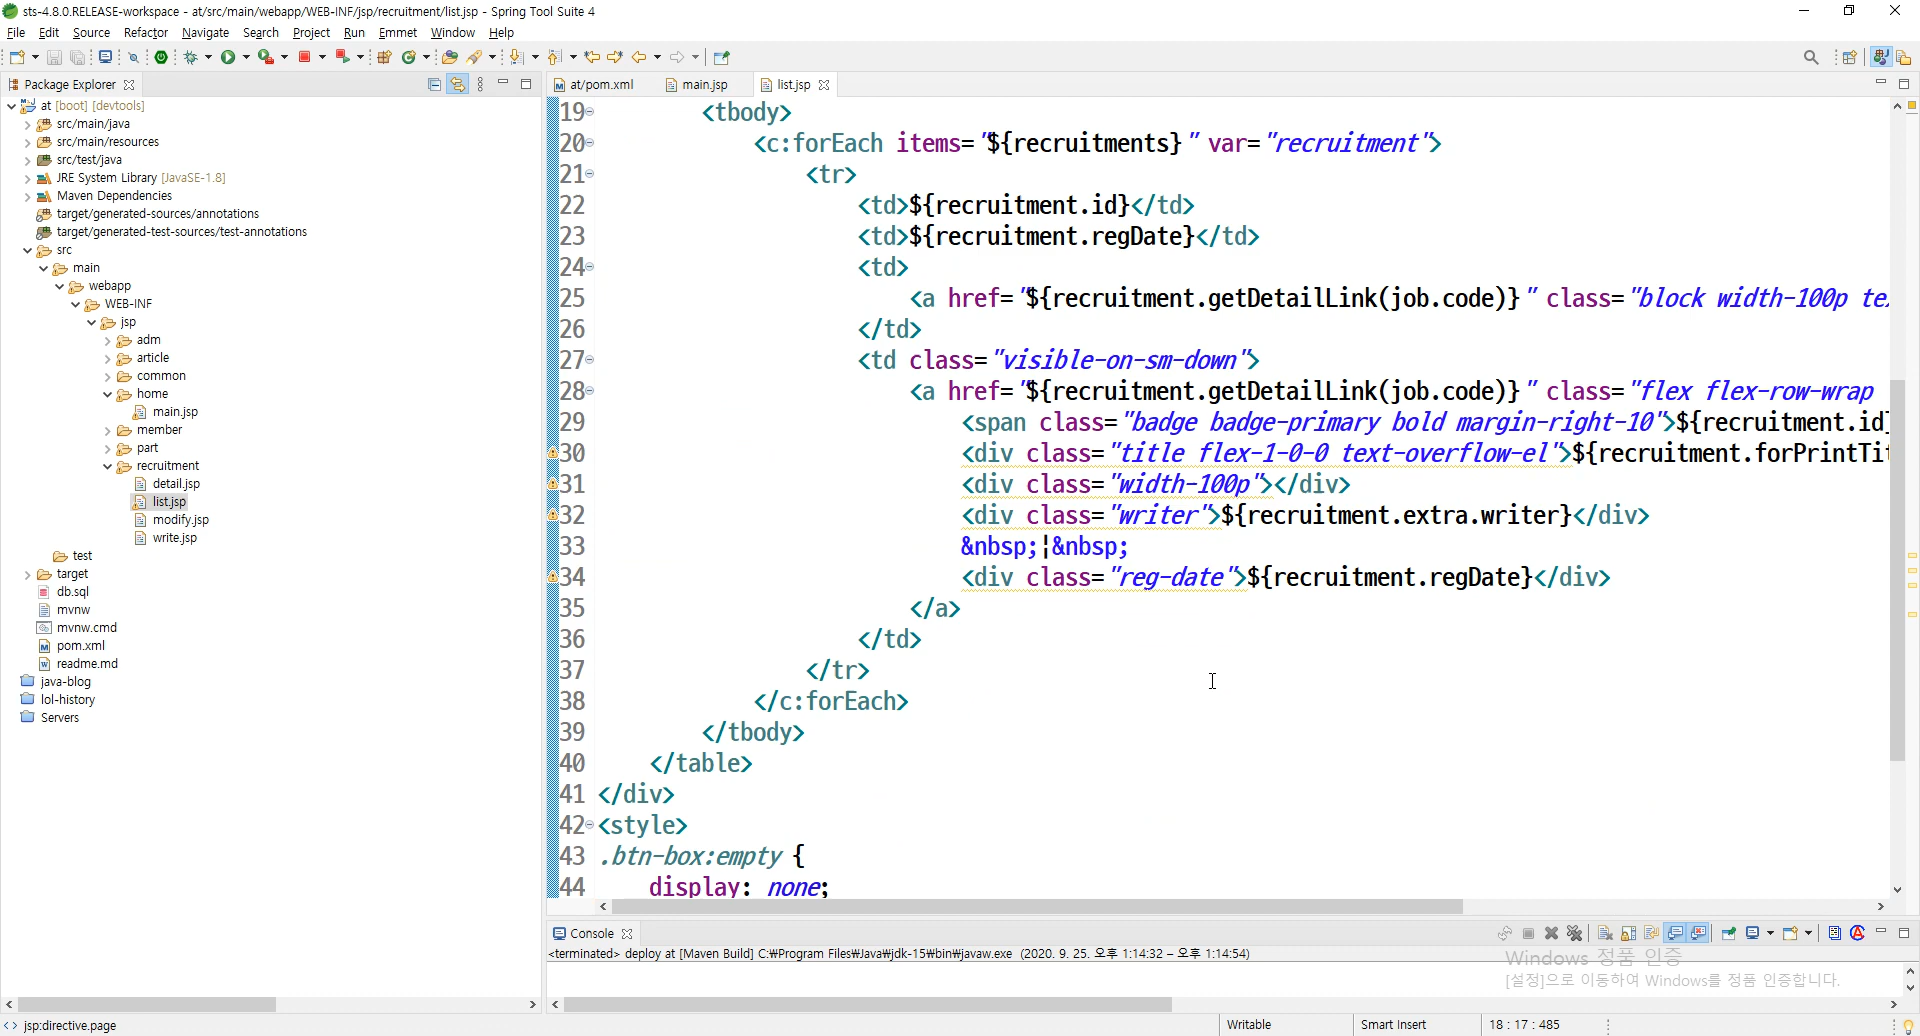 sts-4.8.0.RELEASE-workspace - at/src/main/webapp/WEB-INF/jsp/recruitment/list.jsp - Spring Tool Suite 4
File Edit Source Refactor Navigate Search Project Run Emmet Window Help
Package Explorer
at [boot] [devtools]
src/main/java
src/main/resources
src/test/java
JRE System Library [JavaSE-1.8]
Maven Dependencies
target/generated-sources/annotations
target/generated-test-sources/test-annotations
src
main
webapp
WEB-INF
jsp
adm
article
common
home
main.jsp
member
part
recruitment
detail.jsp
list.jsp
modify.jsp
write.jsp
test
target
db.sql
mvnw
mvnw.cmd
pom.xml
readme.md
java-blog
lol-history
Servers
at/pom.xml main.jsp list.jsp
19 <tbody>
20 <c:forEach items="${recruitments}" var="recruitment">
21 <tr>
22 <td>${recruitment.id}</td>
23 <td>${recruitment.regDate}</td>
24 <td>
25 <a href="${recruitment.getDetailLink(job.code)}" class="block width-100p te
26 </td>
27 <td class="visible-on-sm-down">
28 <a href="${recruitment.getDetailLink(job.code)}" class="flex flex-row-wrap
29 <span class="badge badge-primary bold margin-right-10">${recruitment.id}
30 <div class="title flex-1-0-0 text-overflow-el">${recruitment.forPrintTit
31 <div class="width-100p"></div>
32 <div class="writer">${recruitment.extra.writer}</div>
33 &nbsp;|&nbsp;
34 <div class="reg-date">${recruitment.regDate}</div>
35 </a>
36 </td>
37 </tr>
38 </c:forEach>
39 </tbody>
40 </table>
41 </div>
42 <style>
43 .btn-box:empty {
44 display: none;
Console
<terminated> deploy at [Maven Build] C:₩Program Files₩Java₩jdk-15₩bin₩javaw.exe (2020. 9. 25. 오후 1:14:32 – 오후 1:14:54)
Windows 정품 인증
[설정]으로 이동하여 Windows를 정품 인증합니다.
jsp:directive.page
Writable
Smart Insert
18 : 17 : 485